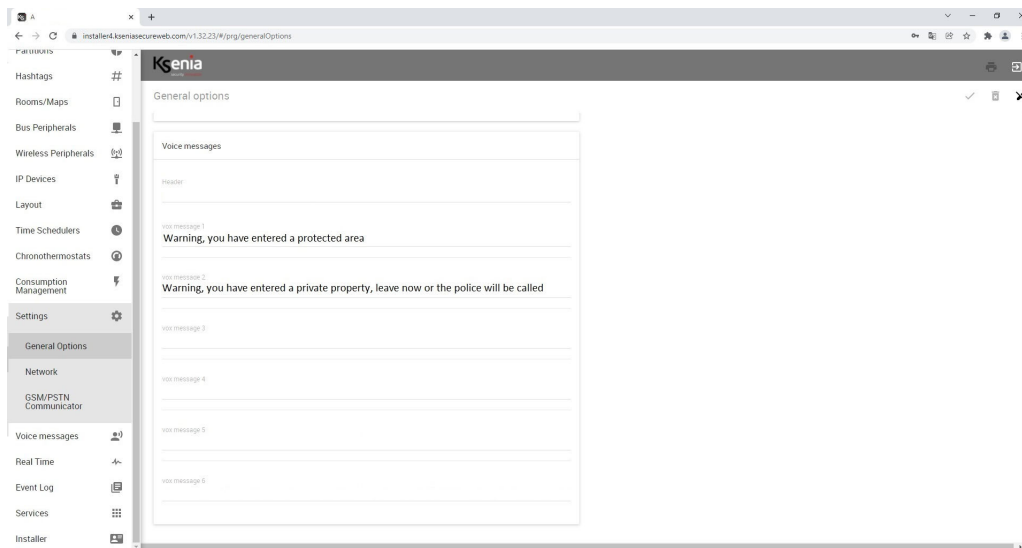 A
installer4.kseniasecureweb.com/v1.32.23/#/prg/generalOptions
Partitions
Hashtags
Rooms/Maps
Bus Peripherals
Wireless Peripherals
IP Devices
Layout
Time Schedulers
Chronothermostats
Consumption
Management
Settings
General Options
Network
GSM/PSTN
Communicator
Voice messages
Real Time
Event Log
Services
Installer
Ksenia
General options
Voice messages
Header
vox message 1
Warning, you have entered a protected area
vox message 2
Warning, you have entered a private property, leave now or the police will be called
vox message 3
vox message 4
vox message 5
vox message 6